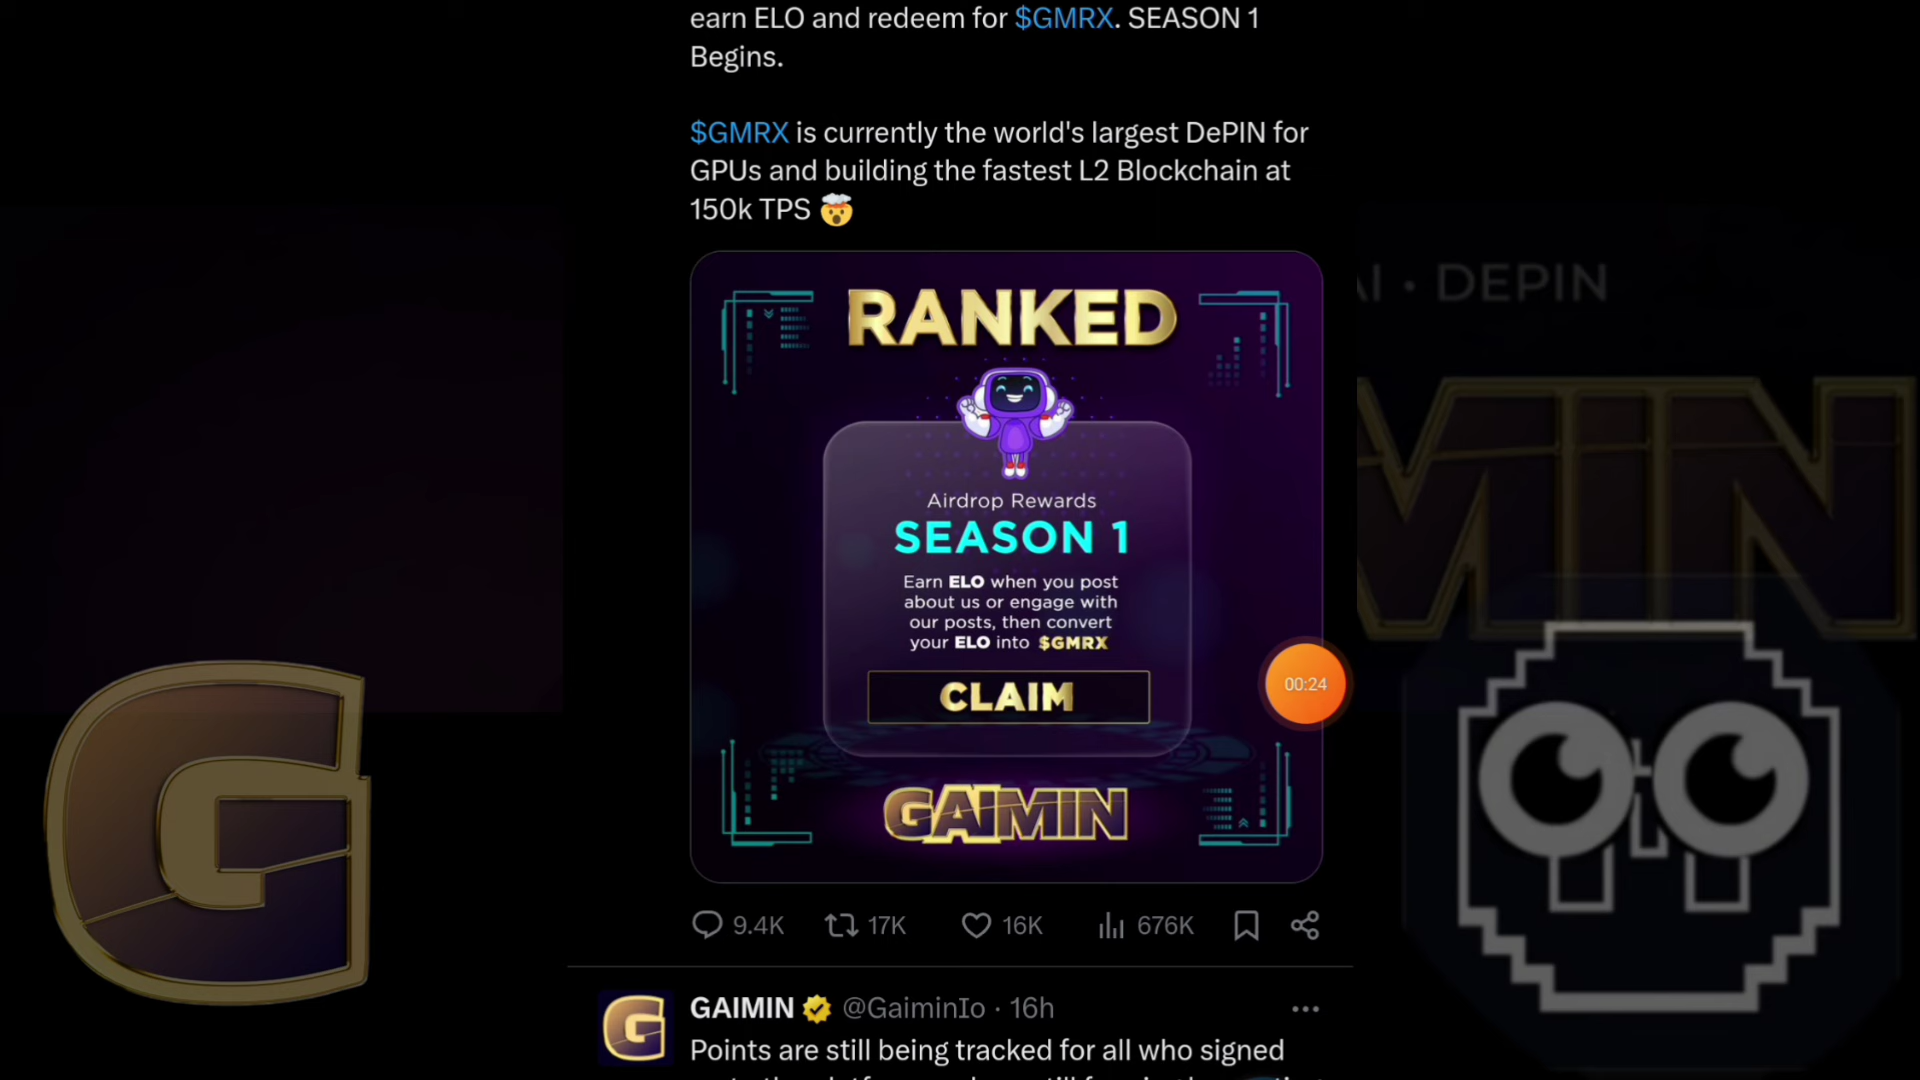 earn ELO and redeem for $GMRX. SEASON 1
Begins.
$GMRX is currently the world's largest DePIN for
GPUs and building the fastest L2 Blockchain at
150k TPS 🤯
AI • DEPIN
RANKED
Airdrop Rewards
SEASON 1
Earn ELO when you post
about us or engage with
our posts, then convert
your ELO into $GMRX
CLAIM
00:24
GAIMIN
MIN
G
9.4K 17K 16K 676K
GAIMIN @GaiminIo · 16h
Points are still being tracked for all who signed